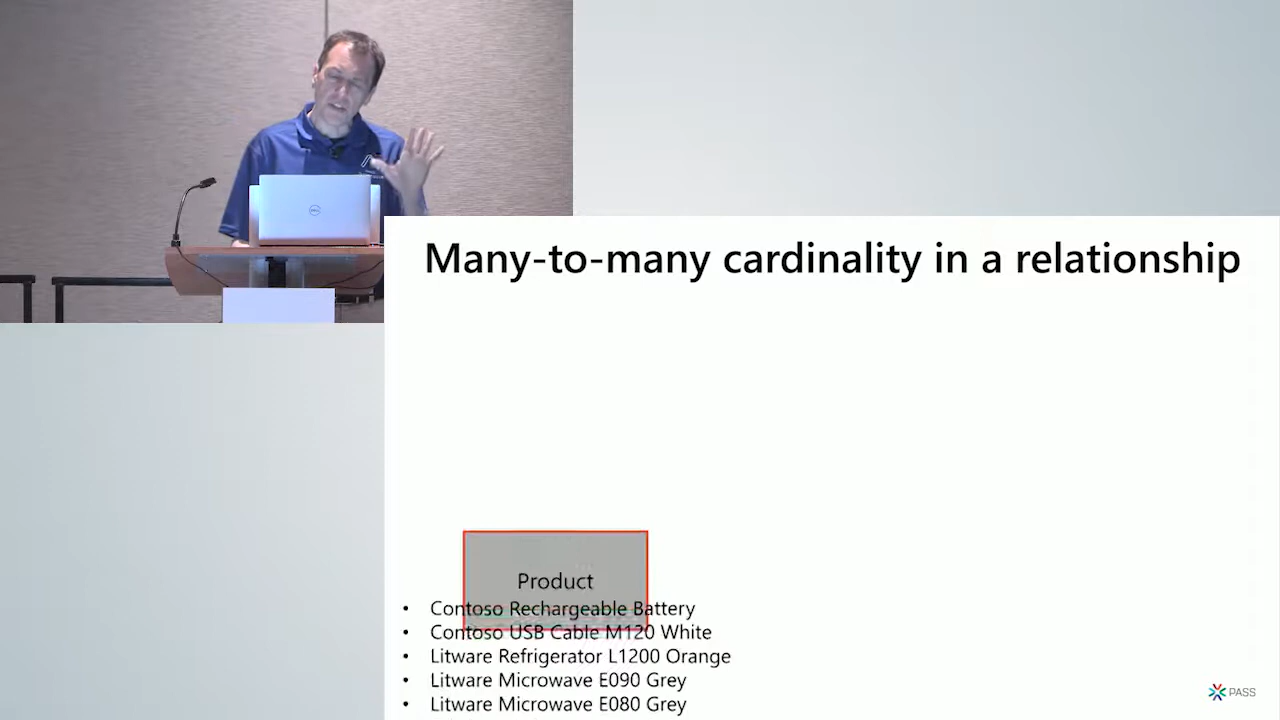 Many-to-many cardinality in a relationship
Product
• Contoso Rechargeable Battery
• Contoso USB Cable M120 White
• Litware Refrigerator L1200 Orange
• Litware Microwave E090 Grey
• Litware Microwave E080 Grey
PASS